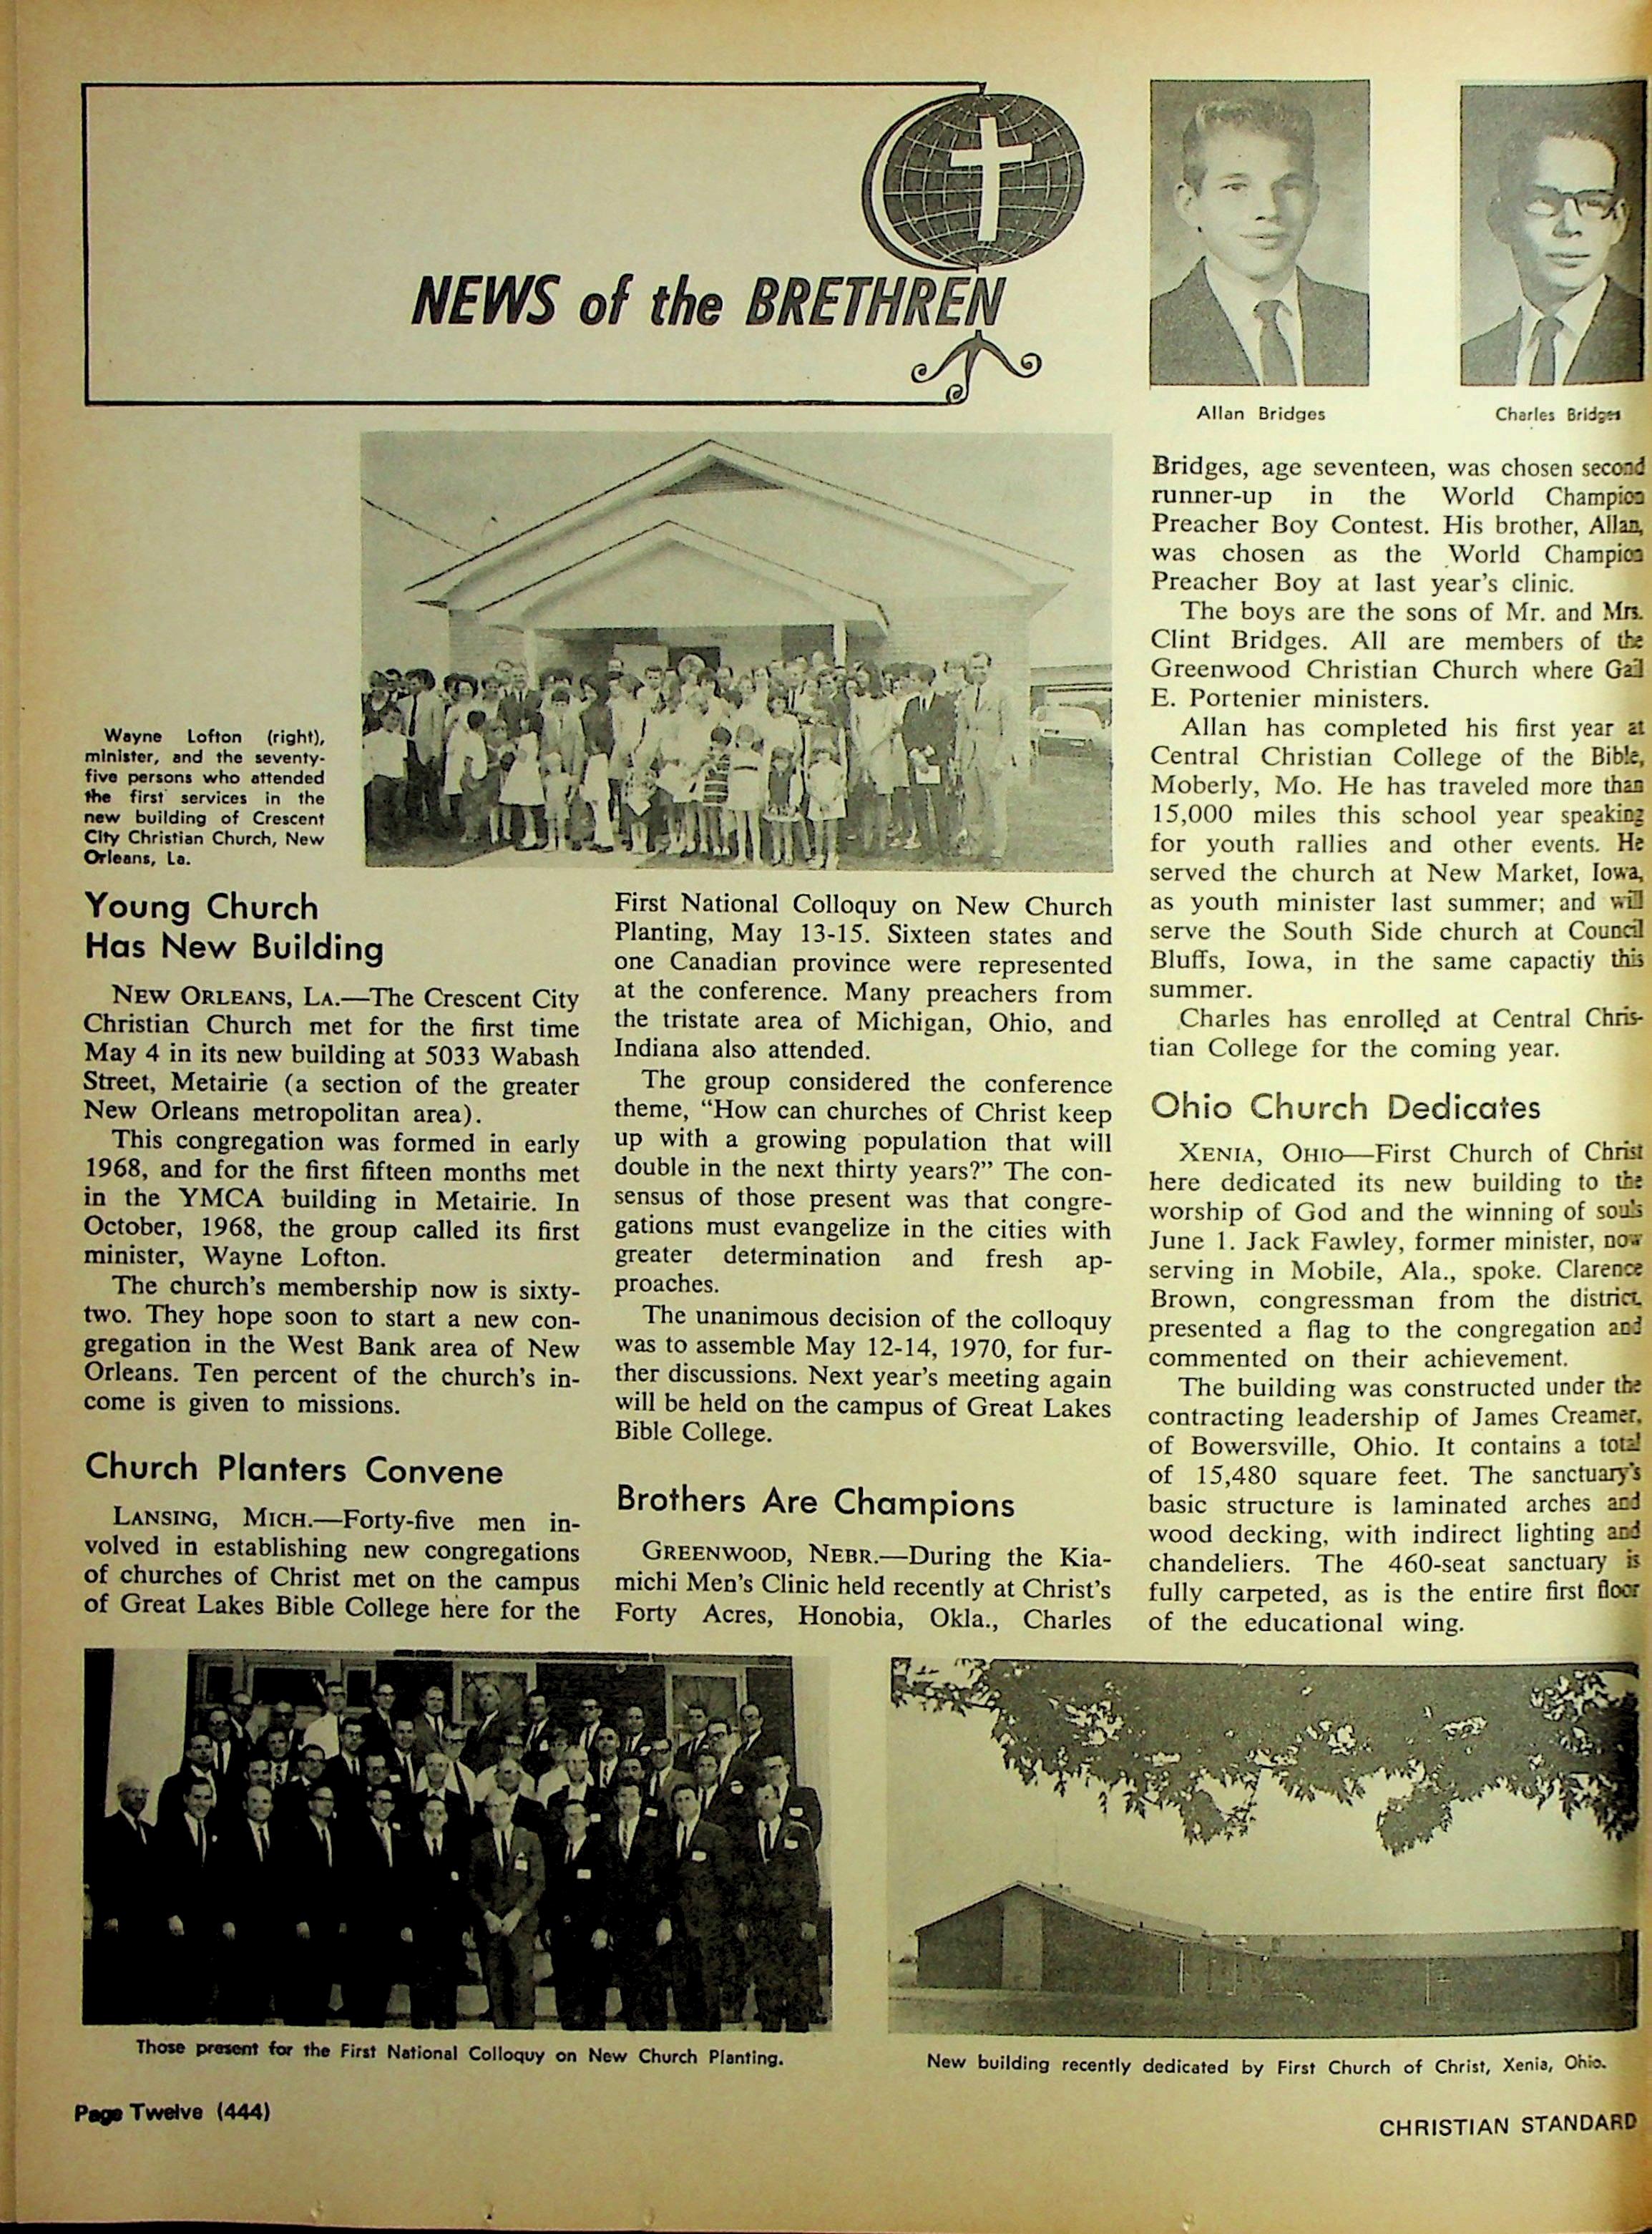 NEWS of the BRETHREN
Allan Bridges
Charles Bridges
Wayne Lofton (right),
minister, and the seventy-
five persons who attended
the first services in the
new building of Crescent
City Christian Church, New
Orleans, La.
Young Church
Has New Building
NEW ORLEANS, LA.—The Crescent City
Christian Church met for the first time
May 4 in its new building at 5033 Wabash
Street, Metairie (a section of the greater
New Orleans metropolitan area).
This congregation was formed in early
1968, and for the first fifteen months met
in the YMCA building in Metairie. In
October, 1968, the group called its first
minister, Wayne Lofton.
The church's membership now is sixty-
two. They hope soon to start a new con-
gregation in the West Bank area of New
Orleans. Ten percent of the church's in-
come is given to missions.
Church Planters Convene
LANSING, MICH.—Forty-five men in-
volved in establishing new congregations
of churches of Christ met on the campus
of Great Lakes Bible College here for the
First National Colloquy on New Church
Planting, May 13-15. Sixteen states and
one Canadian province were represented
at the conference. Many preachers from
the tristate area of Michigan, Ohio, and
Indiana also attended.
The group considered the conference
theme, "How can churches of Christ keep
up with a growing population that will
double in the next thirty years?" The con-
sensus of those present was that congre-
gations must evangelize in the cities with
greater determination and fresh ap-
proaches.
The unanimous decision of the colloquy
was to assemble May 12-14, 1970, for fur-
ther discussions. Next year's meeting again
will be held on the campus of Great Lakes
Bible College.
Brothers Are Champions
GREENWOOD, NEBR.—During the Kia-
michi Men's Clinic held recently at Christ's
Forty Acres, Honobia, Okla., Charles
Bridges, age seventeen, was chosen second
runner-up in the World Champion
Preacher Boy Contest. His brother, Allan,
was chosen as the World Champion
Preacher Boy at last year's clinic.
The boys are the sons of Mr. and Mrs.
Clint Bridges. All are members of the
Greenwood Christian Church where Gail
E. Portenier ministers.
Allan has completed his first year at
Central Christian College of the Bible,
Moberly, Mo. He has traveled more than
15,000 miles this school year speaking
for youth rallies and other events. He
served the church at New Market, Iowa,
as youth minister last summer; and will
serve the South Side church at Council
Bluffs, Iowa, in the same capactiy this
summer.
Charles has enrolled at Central Chris-
tian College for the coming year.
Ohio Church Dedicates
XENIA, OHIO—First Church of Christ
here dedicated its new building to the
worship of God and the winning of souls
June 1. Jack Fawley, former minister, now
serving in Mobile, Ala., spoke. Clarence
Brown, congressman from the district,
presented a flag to the congregation and
commented on their achievement.
The building was constructed under the
contracting leadership of James Creamer,
of Bowersville, Ohio. It contains a total
of 15,480 square feet. The sanctuary's
basic structure is laminated arches and
wood decking, with indirect lighting and
chandeliers. The 460-seat sanctuary is
fully carpeted, as is the entire first floor
of the educational wing.
Those present for the First National Colloquy on New Church Planting.
New building recently dedicated by First Church of Christ, Xenia, Ohio.
Page Twelve (444)
CHRISTIAN STANDARD